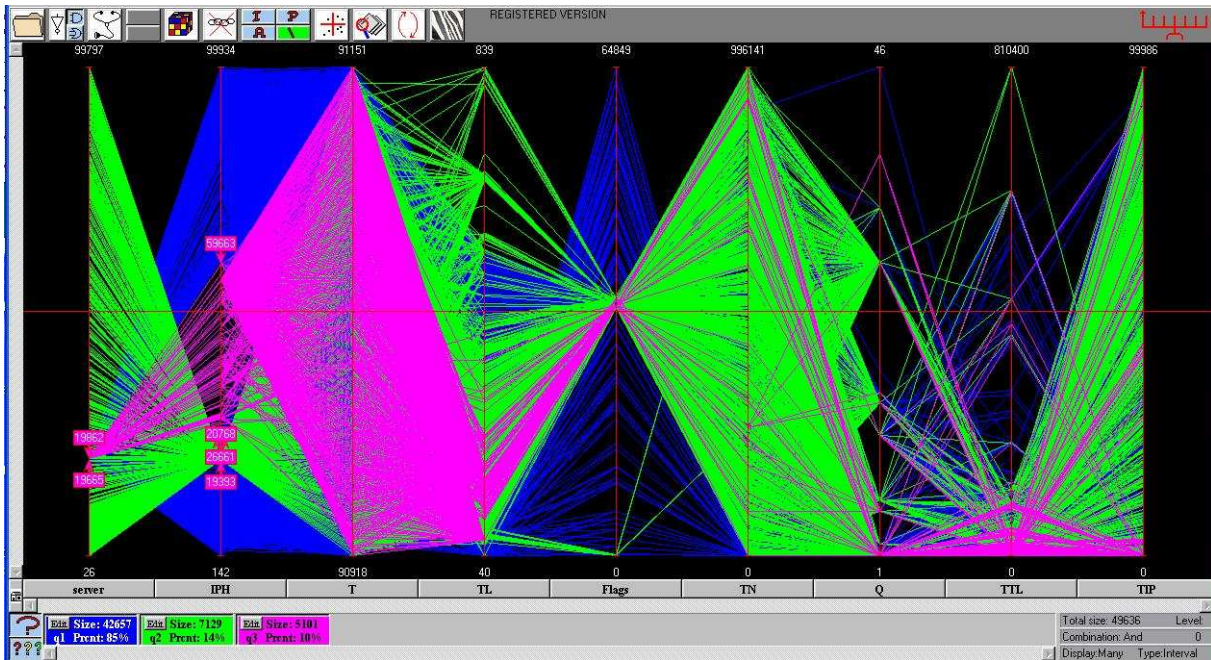 REGISTERED VERSION
I P
A
99797 99934 91151 839 64843 996141 46 810400 99986
59663
19862
20768
26661
19665
19393
26 142 90918 40 0 0 1 0 0
server IPH T TL Flags TN Q TTL TIP
? Edit Size: 42657 Edit Size: 7129 Edit Size: 5101 Total size: 49636 Level:
q1 Prcnt: 85% q2 Prcnt: 14% q3 Prcnt: 10% Combination: And 0
??? Display:Many Type:Interval